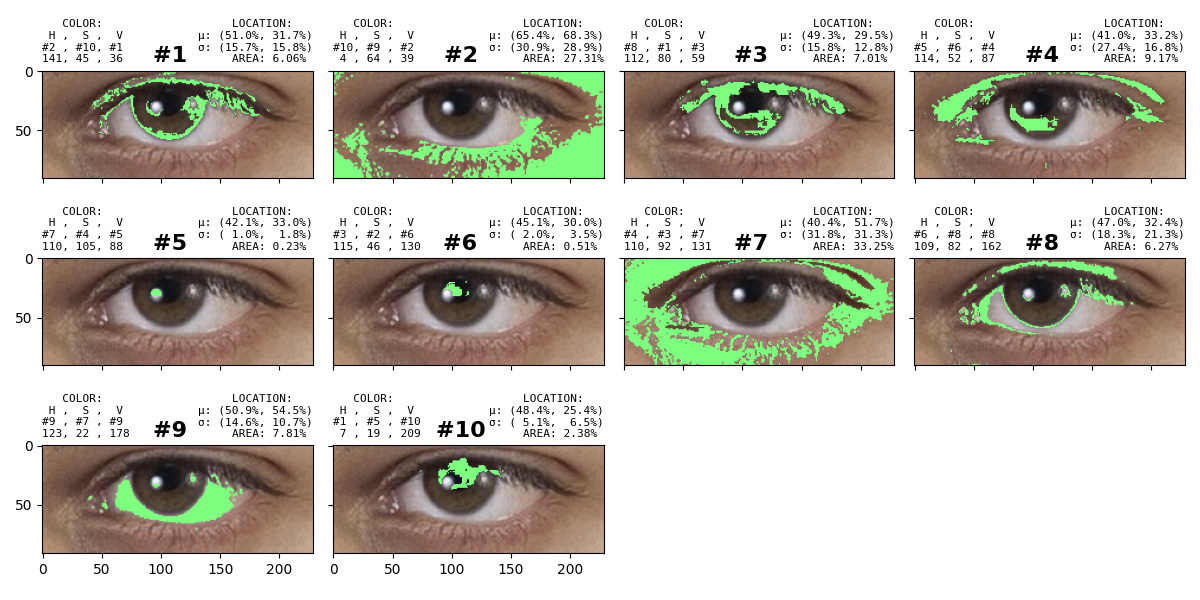 COLOR: LOCATION:
H , S , V μ: (51.0%, 31.7%)
#2 , #10, #1 #1 σ: (15.7%, 15.8%)
141, 45 , 36 AREA: 6.06%
COLOR: LOCATION:
H , S , V μ: (65.4%, 68.3%)
#10, #9 , #2 #2 σ: (30.9%, 28.9%)
4 , 64 , 39 AREA: 27.31%
COLOR: LOCATION:
H , S , V μ: (49.3%, 29.5%)
#8 , #1 , #3 #3 σ: (15.8%, 12.8%)
112, 80 , 59 AREA: 7.01%
COLOR: LOCATION:
H , S , V μ: (41.0%, 33.2%)
#5 , #6 , #4 #4 σ: (27.4%, 16.8%)
114, 52 , 87 AREA: 9.17%
0
50
COLOR: LOCATION:
H , S , V μ: (42.1%, 33.0%)
#7 , #4 , #5 #5 σ: ( 1.0%, 1.8%)
110, 105, 88 AREA: 0.23%
COLOR: LOCATION:
H , S , V μ: (45.1%, 30.0%)
#3 , #2 , #6 #6 σ: ( 2.0%, 3.5%)
115, 46 , 130 AREA: 0.51%
COLOR: LOCATION:
H , S , V μ: (40.4%, 51.7%)
#4 , #3 , #7 #7 σ: (31.8%, 31.3%)
110, 92 , 131 AREA: 33.25%
COLOR: LOCATION:
H , S , V μ: (47.0%, 32.4%)
#6 , #8 , #8 #8 σ: (18.3%, 21.3%)
109, 82 , 162 AREA: 6.27%
0
50
COLOR: LOCATION:
H , S , V μ: (50.9%, 54.5%)
#9 , #7 , #9 #9 σ: (14.6%, 10.7%)
123, 22 , 178 AREA: 7.81%
COLOR: LOCATION:
H , S , V μ: (48.4%, 25.4%)
#1 , #5 , #10 #10 σ: ( 5.1%, 6.5%)
7 , 19 , 209 AREA: 2.38%
0
50
0 50 100 150 200
0 50 100 150 200